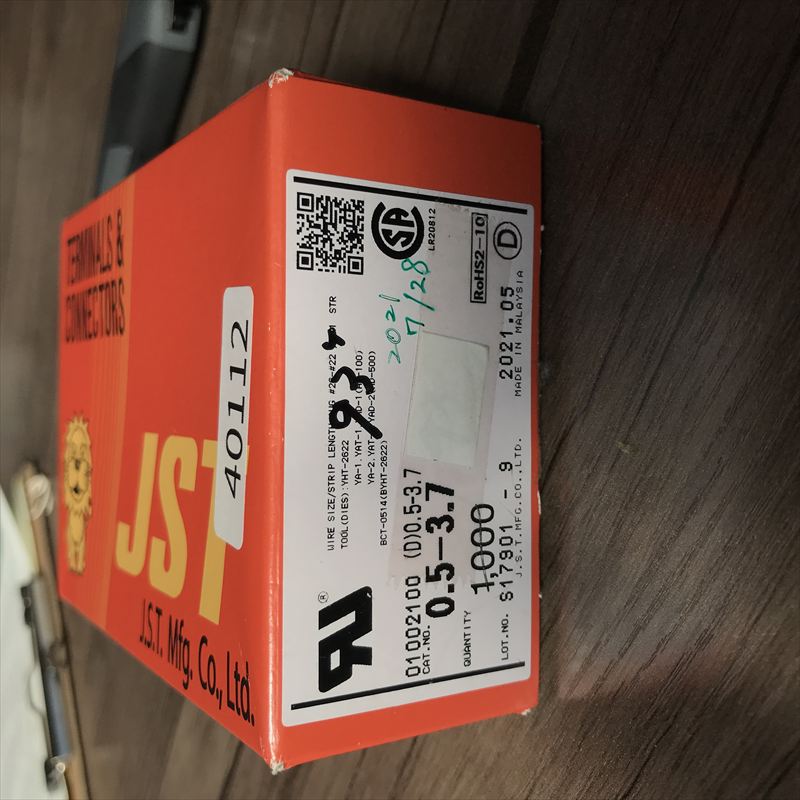 TERMINALS &
CONNECTORS
JST
J.S.T. Mfg. Co., Ltd.
40112
®
WIRE SIZE/STRIP LENGTH #22 STR
TOOL(DIES):YHT-2622
YA-1.YAT-1
YA-2.YAT-
BCT-0514(BYHT-2622)
93
SA
LR20812
2021
7/28
01002100 (D)0.5-3.7
CAT.NO. 0.5-3.7
QUANTITY 1,000
RoHS2-10
D
LOT.NO. S17901 - 9 2021.05
J.S.T.MFG.CO.,LTD. MADE IN MALAYSIA